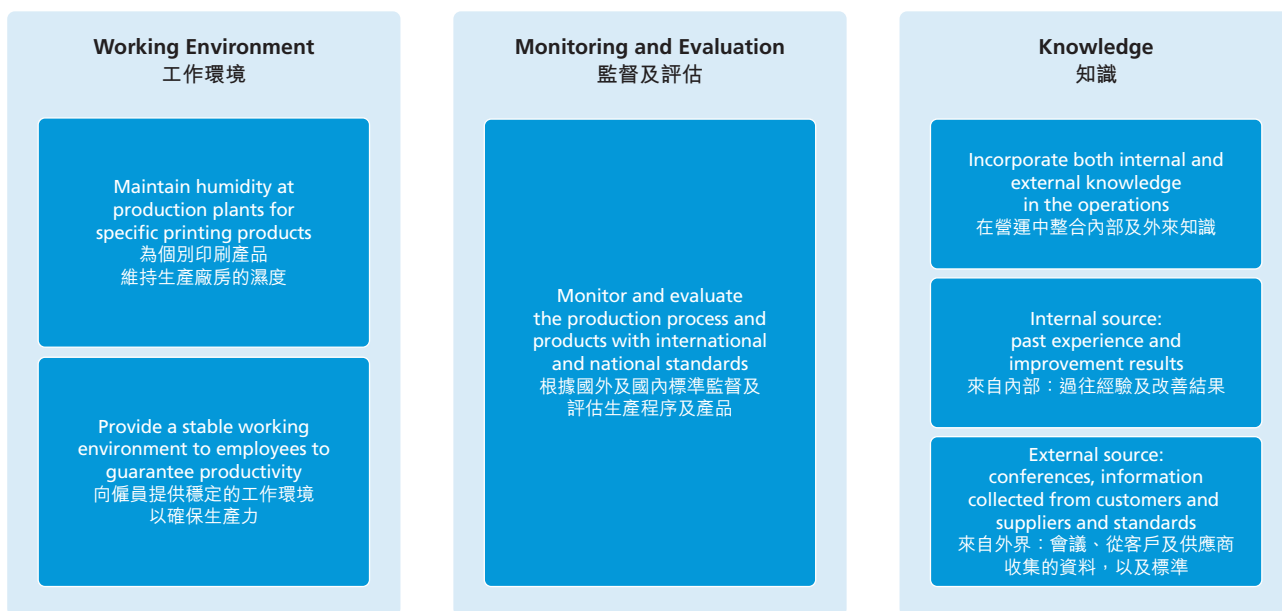 Working Environment
工作環境
Maintain humidity at
production plants for
specific printing products
為個別印刷產品
維持生產廠房的濕度
Provide a stable working
environment to employees to
guarantee productivity
向僱員提供穩定的工作環境
以確保生產力
Monitoring and Evaluation
監督及評估
Monitor and evaluate
the production process and
products with international
and national standards
根據國外及國內標準監督及
評估生產程序及產品
Knowledge
知識
Incorporate both internal and
external knowledge
in the operations
在營運中整合內部及外來知識
Internal source:
past experience and
improvement results
來自內部：過往經驗及改善結果
External source:
conferences, information
collected from customers and
suppliers and standards
來自外界：會議、從客戶及供應商
收集的資料，以及標準